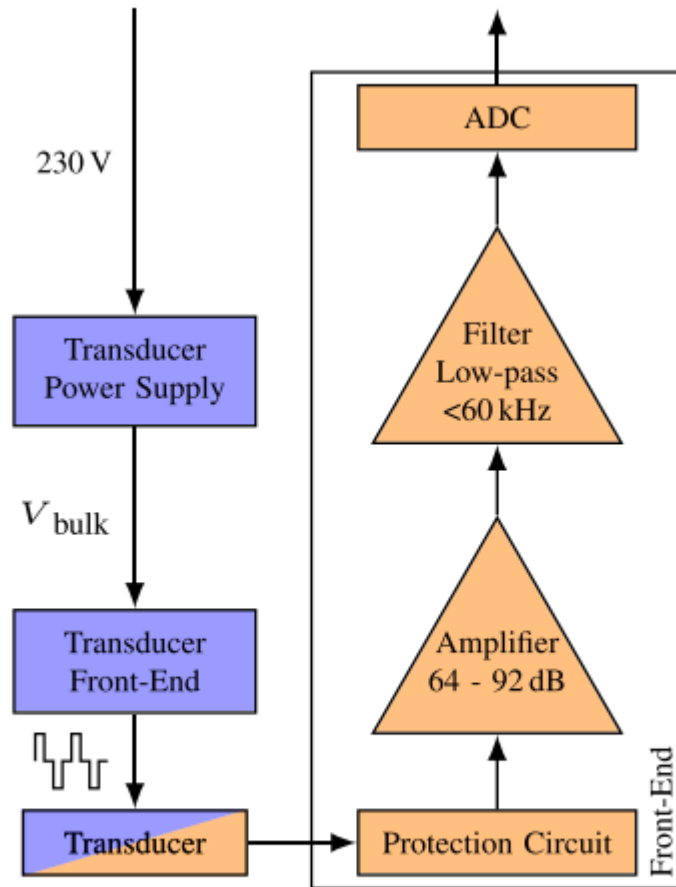 230 V
Transducer
Power Supply
V bulk
Transducer
Front-End
Transducer
ADC
Filter
Low-pass
<60 kHz
Amplifier
64 - 92 dB
Protection Circuit
Front-End